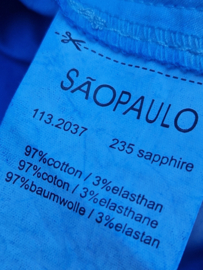 SÃOPAULO
113.2037 235 sapphire
97%cotton / 3%elasthan
97%coton / 3%elasthane
97%baumwolle / 3%elastan